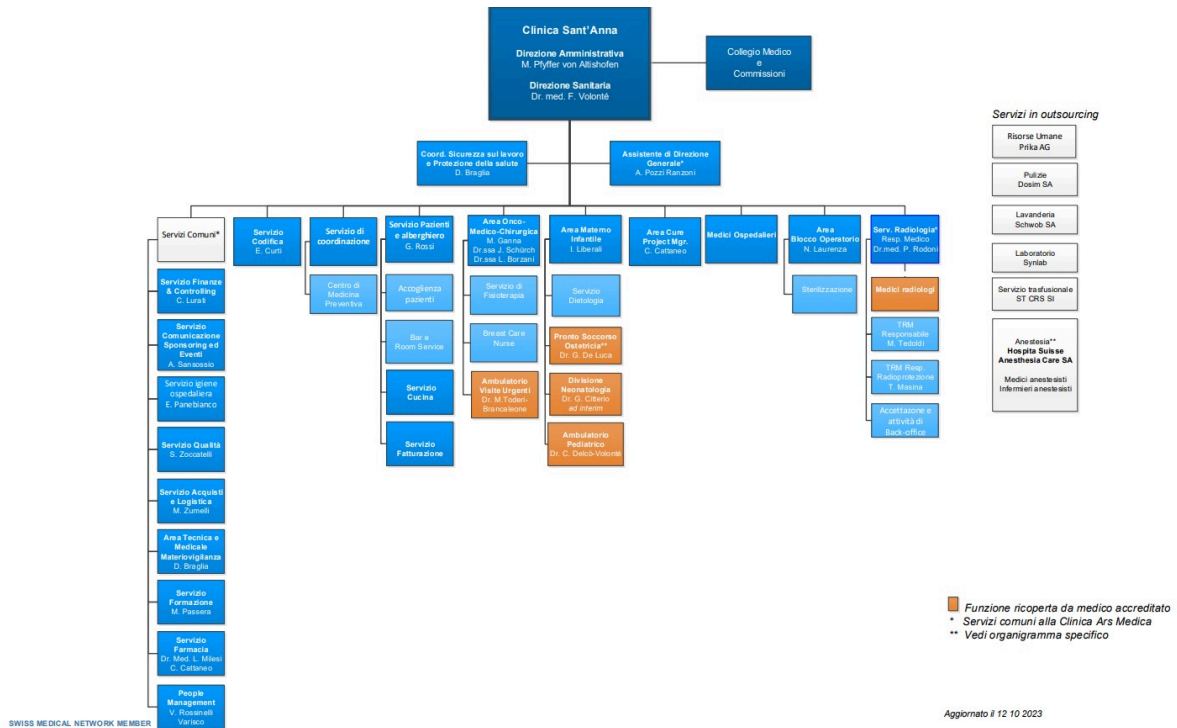 Clinica Sant'Anna
Direzione Amministrativa
M. Pfyffer von Altishofen
Direzione Sanitaria
Dr. med. F. Volonté
Collegio Medico
e
Commissioni
Coord. Sicurezza sul lavoro
e Protezione della salute
D. Braglia
Assistente di Direzione
Generale*
A. Pozzi Ranzoni
Servizi Comuni*
Servizio Finanze
& Controlling
C. Lurati
Servizio
Comunicazione
Sponsoring ed
Eventi
A. Sansossio
Servizio igiene
ospedaliera
E. Panebianco
Servizio Qualità
S. Zoccatelli
Servizio Acquisti
e Logistica
M. Zumelli
Area Tecnica e
Medicale
Materiovigilanza
D. Braglia
Servizio
Formazione
M. Passera
Servizio
Farmacia
Dr. Med. L. Milesi
C. Cattaneo
People
Management
V. Rossinelli
Varisco
Servizio
Codifica
E. Curti
Servizio
di coordinazione
Centro di
Medicina
Preventiva
Servizio Pazienti
e alberghiero
G. Rossi
Accoglienza
pazienti
Bar e
Room Service
Servizio
Cucina
Servizio
Fatturazione
Area Onco-
Medico-Chirurgica
M. Ganna
Dr.ssa J. Schürch
Dr.ssa L. Borzani
Servizio di
Fisioterapia
Breast Care
Nurse
Ambulatorio
Visite Urgenti
Dr. M.Toderi-
Brancaleone
Area Materno
Infantile
I. Liberali
Servizio
Dietologia
Pronto Soccorso
Ostetricia**
Dr. G. De Luca
Divisione
Neonatologia
Dr. G. Citterio
ad interim
Ambulatorio
Pediatrico
Dr. C. Delcò-Volonté
Area Cure
Project Mgr.
C. Cattaneo
Medici Ospedalieri
Area
Blocco Operatorio
N. Laurenza
Sterilizzazione
Serv. Radiologia*
Resp. Medico
Dr.med. P. Rodoni
Medici radiologi
TRM
Responsabile
M. Tedoldi
TRM Resp.
Radioprotezione
T. Masina
Accettazone e
attività di
Back-office
Servizi in outsourcing
Risorse Umane
Prika AG
Pulizie
Dosim SA
Lavanderia
Schwob SA
Laboratorio
Synlab
Servizio trasfusionale
ST CRS SI
Anestesia**
Hospita Suisse
Anesthesia Care SA
Medici anestesisti
Infermieri anestesisti
Funzione ricoperta da medico accreditato
* Servizi comuni alla Clinica Ars Medica
** Vedi organigramma specifico
Aggiornato il 12 10 2023
SWISS MEDICAL NETWORK MEMBER